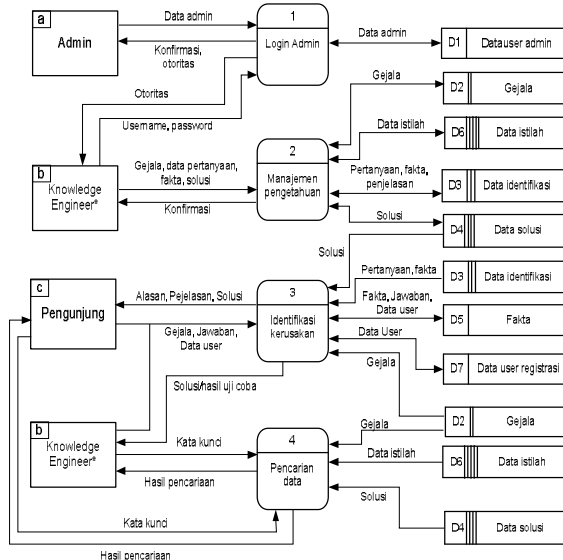 a
Admin
Data admin
Konfirmasi,
otoritas
1
Login Admin
Data admin
D1
Datauser admin
Otoritas
Username, password
Gejala
D2
Gejala
Data istilah
D6
Data istilah
b
Knowledge
Engineer*
Gejala, data pertanyaan,
fakta, solusi
Konfirmasi
2
Manajemen
pengetahuan
Pertanyaan, fakta,
penjelasan
D3
Data identifikasi
Solusi
D4
Data solusi
Solusi
c
Pengunjung
Alasan, Pejelasan, Solusi
Gejala, Jawaban,
Data user
3
Identifikasi
kerusakan
Pertanyaan, fakta
D3
Data identifikasi
Fakta, Jawaban,
Data user
D5
Fakta
Data User
D7
Data user registrasi
Gejala
Solusi/hasil uji coba
D2
Gejala
Gejala
b
Knowledge
Engineer*
Kata kunci
Hasil pencariaan
4
Pencarian
data
Data istilah
D6
Data istilah
Solusi
D4
Data solusi
Kata kunci
Hasil pencariaan